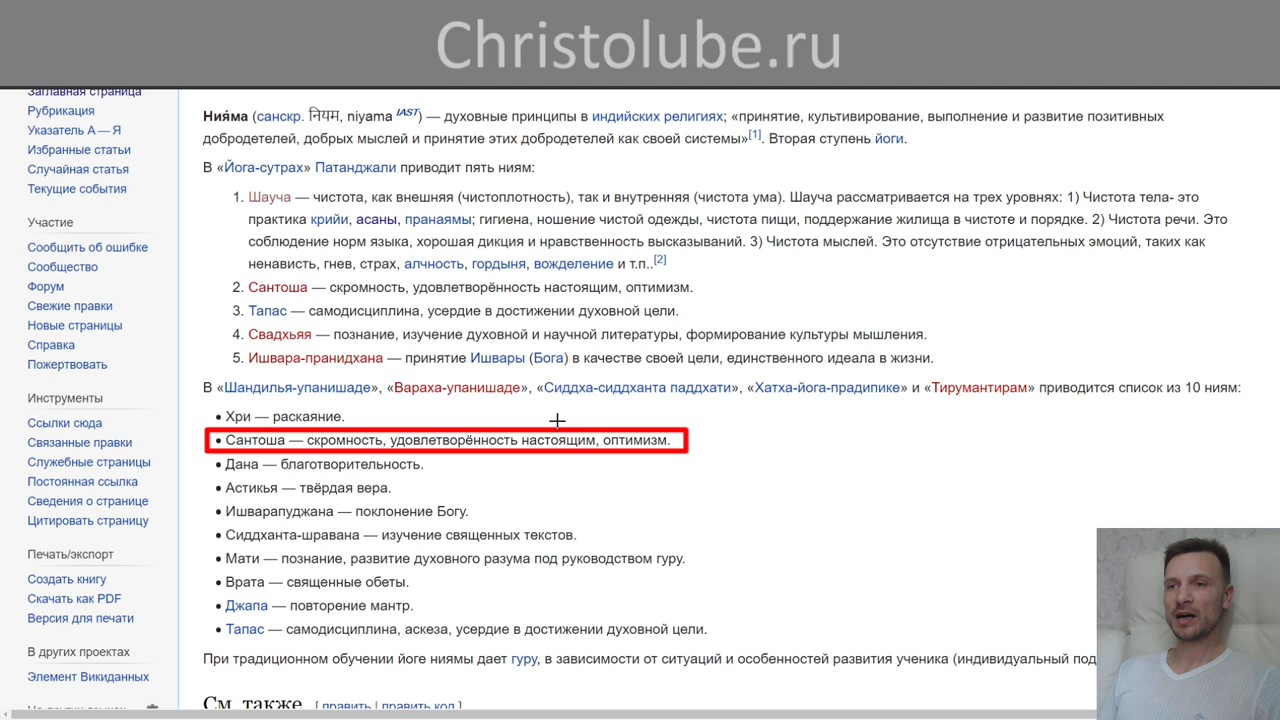 Christolube.ru
Заглавная страница
Рубрикация
Указатель А — Я
Избранные статьи
Случайная статья
Текущие события
Участие
Сообщить об ошибке
Сообщество
Форум
Свежие правки
Новые страницы
Справка
Пожертвовать
Инструменты
Ссылки сюда
Связанные правки
Служебные страницы
Постоянная ссылка
Сведения о странице
Цитировать страницу
Печать/экспорт
Создать книгу
Скачать как PDF
Версия для печати
В других проектах
Элемент Викиданных
Ния́ма (санскр. नियम, niyama IAST) — духовные принципы в индийских религиях; «принятие, культивирование, выполнение и развитие позитивных
добродетелей, добрых мыслей и принятие этих добродетелей как своей системы»[1]. Вторая ступень йоги.
В «Йога-сутрах» Патанджали приводит пять ниям:
1. Шауча — чистота, как внешняя (чистоплотность), так и внутренняя (чистота ума). Шауча рассматривается на трех уровнях: 1) Чистота тела- это
практика крийи, асаны, пранаямы; гигиена, ношение чистой одежды, чистота пищи, поддержание жилища в чистоте и порядке. 2) Чистота речи. Это
соблюдение норм языка, хорошая дикция и нравственность высказываний. 3) Чистота мыслей. Это отсутствие отрицательных эмоций, таких как
ненависть, гнев, страх, алчность, гордыня, вожделение и т.п..[2]
2. Сантоша — скромность, удовлетворённость настоящим, оптимизм.
3. Тапас — самодисциплина, усердие в достижении духовной цели.
4. Свадхьяя — познание, изучение духовной и научной литературы, формирование культуры мышления.
5. Ишвара-пранидхана — принятие Ишвары (Бога) в качестве своей цели, единственного идеала в жизни.
В «Шандилья-упанишаде», «Вараха-упанишаде», «Сиддха-сиддханта паддхати», «Хатха-йога-прадипике» и «Тирумантирам» приводится список из 10 ниям:
• Хри — раскаяние.
• Сантоша — скромность, удовлетворённость настоящим, оптимизм.
• Дана — благотворительность.
• Астикья — твёрдая вера.
• Ишварапуджана — поклонение Богу.
• Сиддханта-шравана — изучение священных текстов.
• Мати — познание, развитие духовного разума под руководством гуру.
• Врата — священные обеты.
• Джапа — повторение мантр.
• Тапас — самодисциплина, аскеза, усердие в достижении духовной цели.
При традиционном обучении йоге ниямы дает гуру, в зависимости от ситуаций и особенностей развития ученика (индивидуальный под
См. также [ править | править код ]